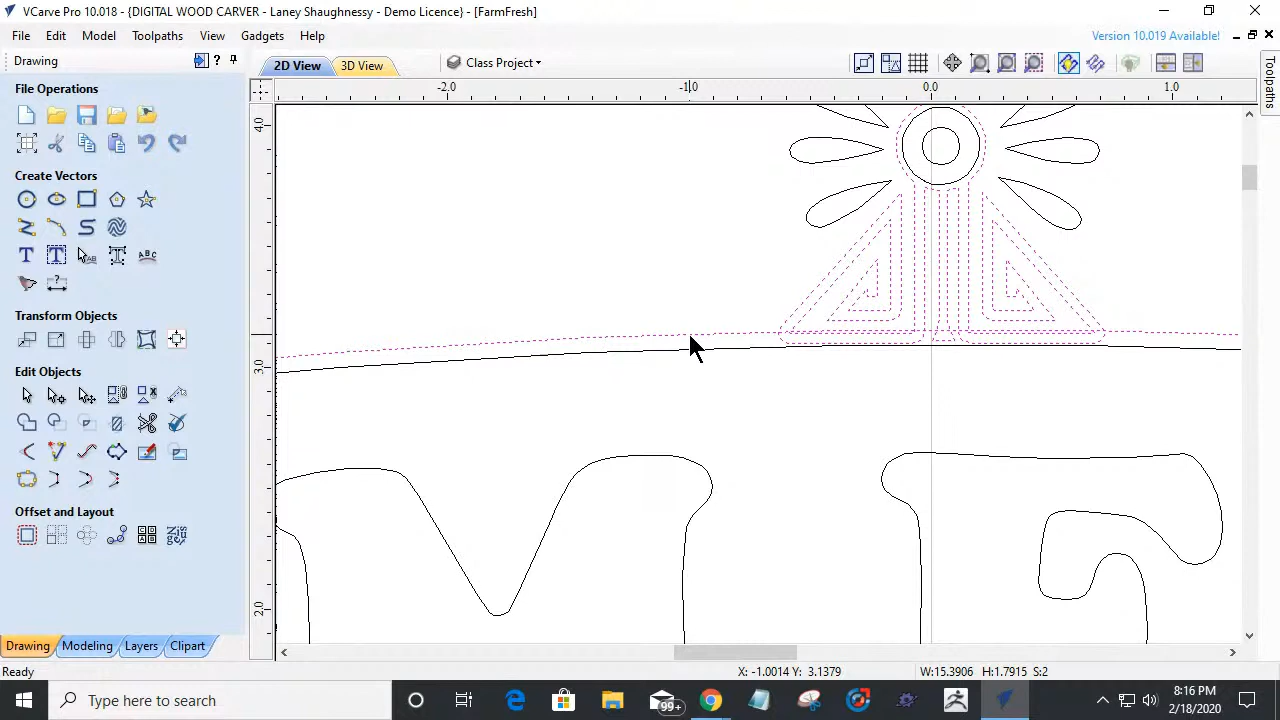 VCarve Pro 10.018 - {DIGITAL WOOD CARVER - Laney Shaughnessy - Demo Licence} - [FarmFresh]
File Edit Model Toolpaths View Gadgets Help Version 10.019 Available!
Drawing 2D View 3D View Class Project Toolpaths
File Operations
-2.0 -1.0 0.0 1.0
4.0
Create Vectors
Transform Objects
3.0
Edit Objects
Offset and Layout
2.0
Drawing Modeling Layers Clipart
Ready X: -1.0014 Y: 3.1379 W:15.3906 H:1.7915 S:2
Type here to search 99+ 8:16 PM
2/18/2020